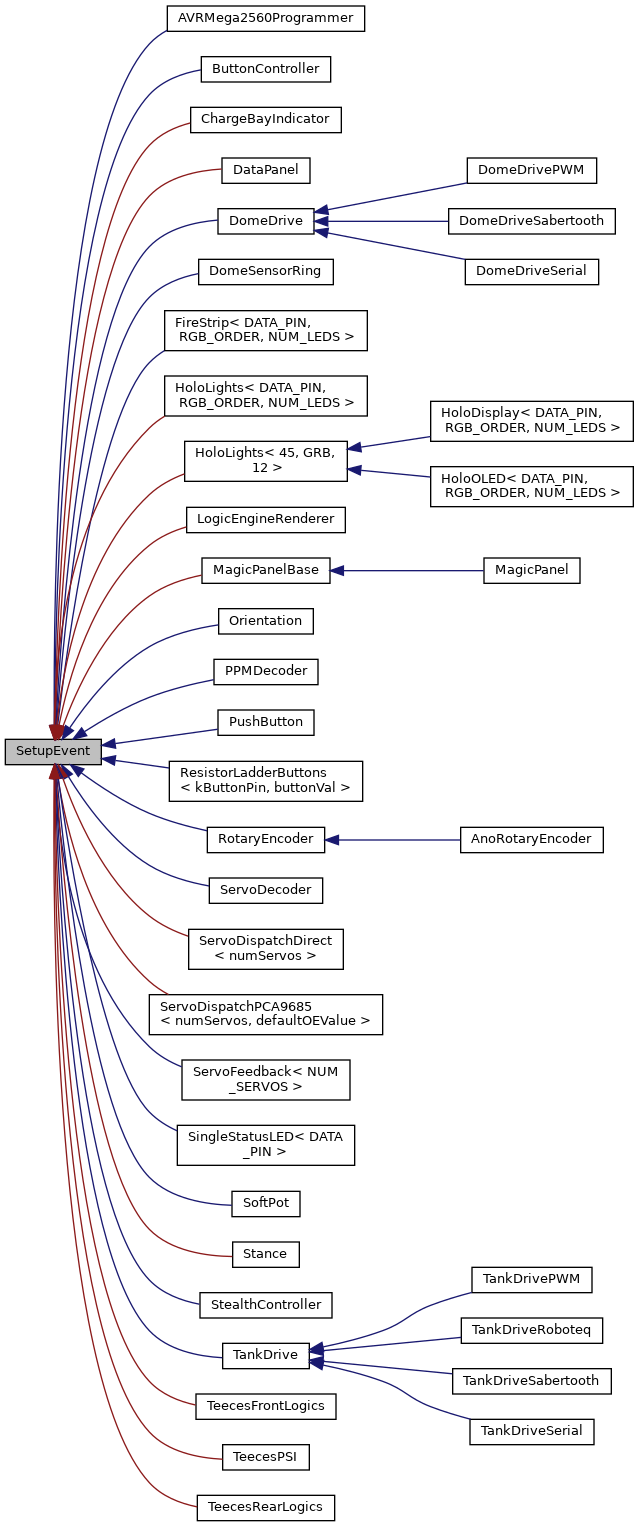 AVRMega2560Programmer
ButtonController
ChargeBayIndicator
DataPanel
DomeDrivePWM
DomeDrive
DomeDriveSabertooth
DomeSensorRing
DomeDriveSerial
FireStrip< DATA_PIN,
RGB_ORDER, NUM_LEDS >
HoloLights< DATA_PIN,
RGB_ORDER, NUM_LEDS >
HoloDisplay< DATA_PIN,
RGB_ORDER, NUM_LEDS >
HoloLights< 45, GRB,
12 >
HoloOLED< DATA_PIN,
RGB_ORDER, NUM_LEDS >
LogicEngineRenderer
MagicPanelBase
MagicPanel
Orientation
PPMDecoder
PushButton
SetupEvent
ResistorLadderButtons
< kButtonPin, buttonVal >
RotaryEncoder
AnoRotaryEncoder
ServoDecoder
ServoDispatchDirect
< numServos >
ServoDispatchPCA9685
< numServos, defaultOEValue >
ServoFeedback< NUM
_SERVOS >
SingleStatusLED< DATA
_PIN >
SoftPot
Stance
TankDrivePWM
StealthController
TankDriveRoboteq
TankDrive
TankDriveSabertooth
TeecesFrontLogics
TankDriveSerial
TeecesPSI
TeecesRearLogics